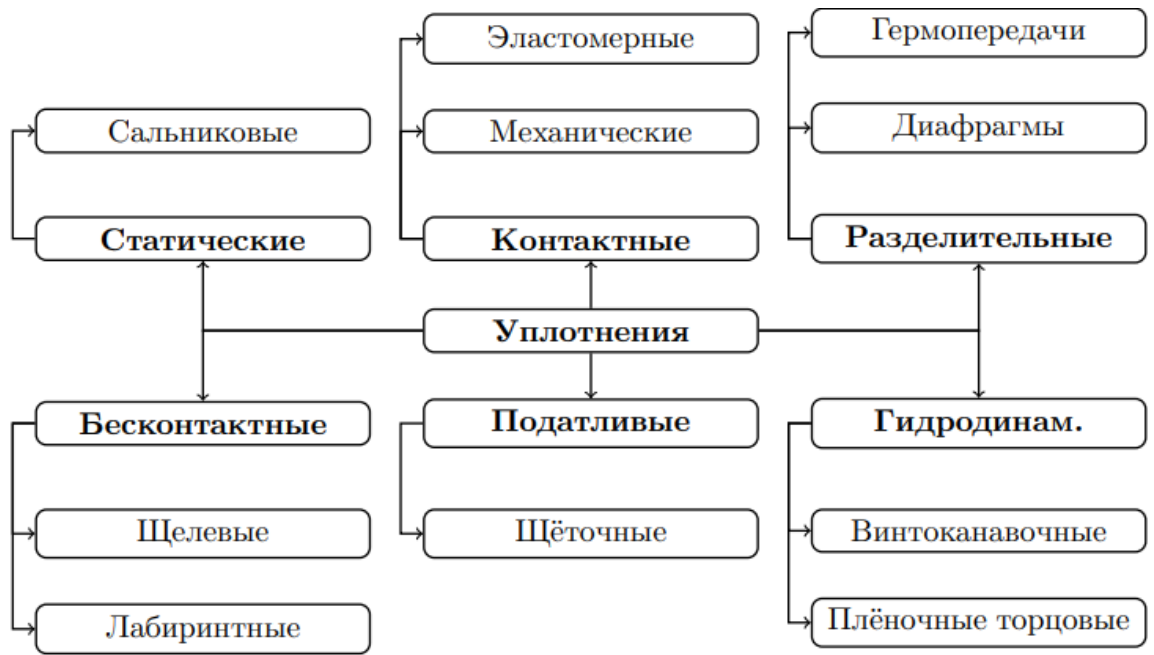 Эластомерные
Гермопередачи
Сальниковые
Механические
Диафрагмы
Статические
Контактные
Разделительные
Уплотнения
Бесконтактные
Податливые
Гидродинам.
Щелевые
Щёточные
Винтоканавочные
Лабиринтные
Плёночные торцовые